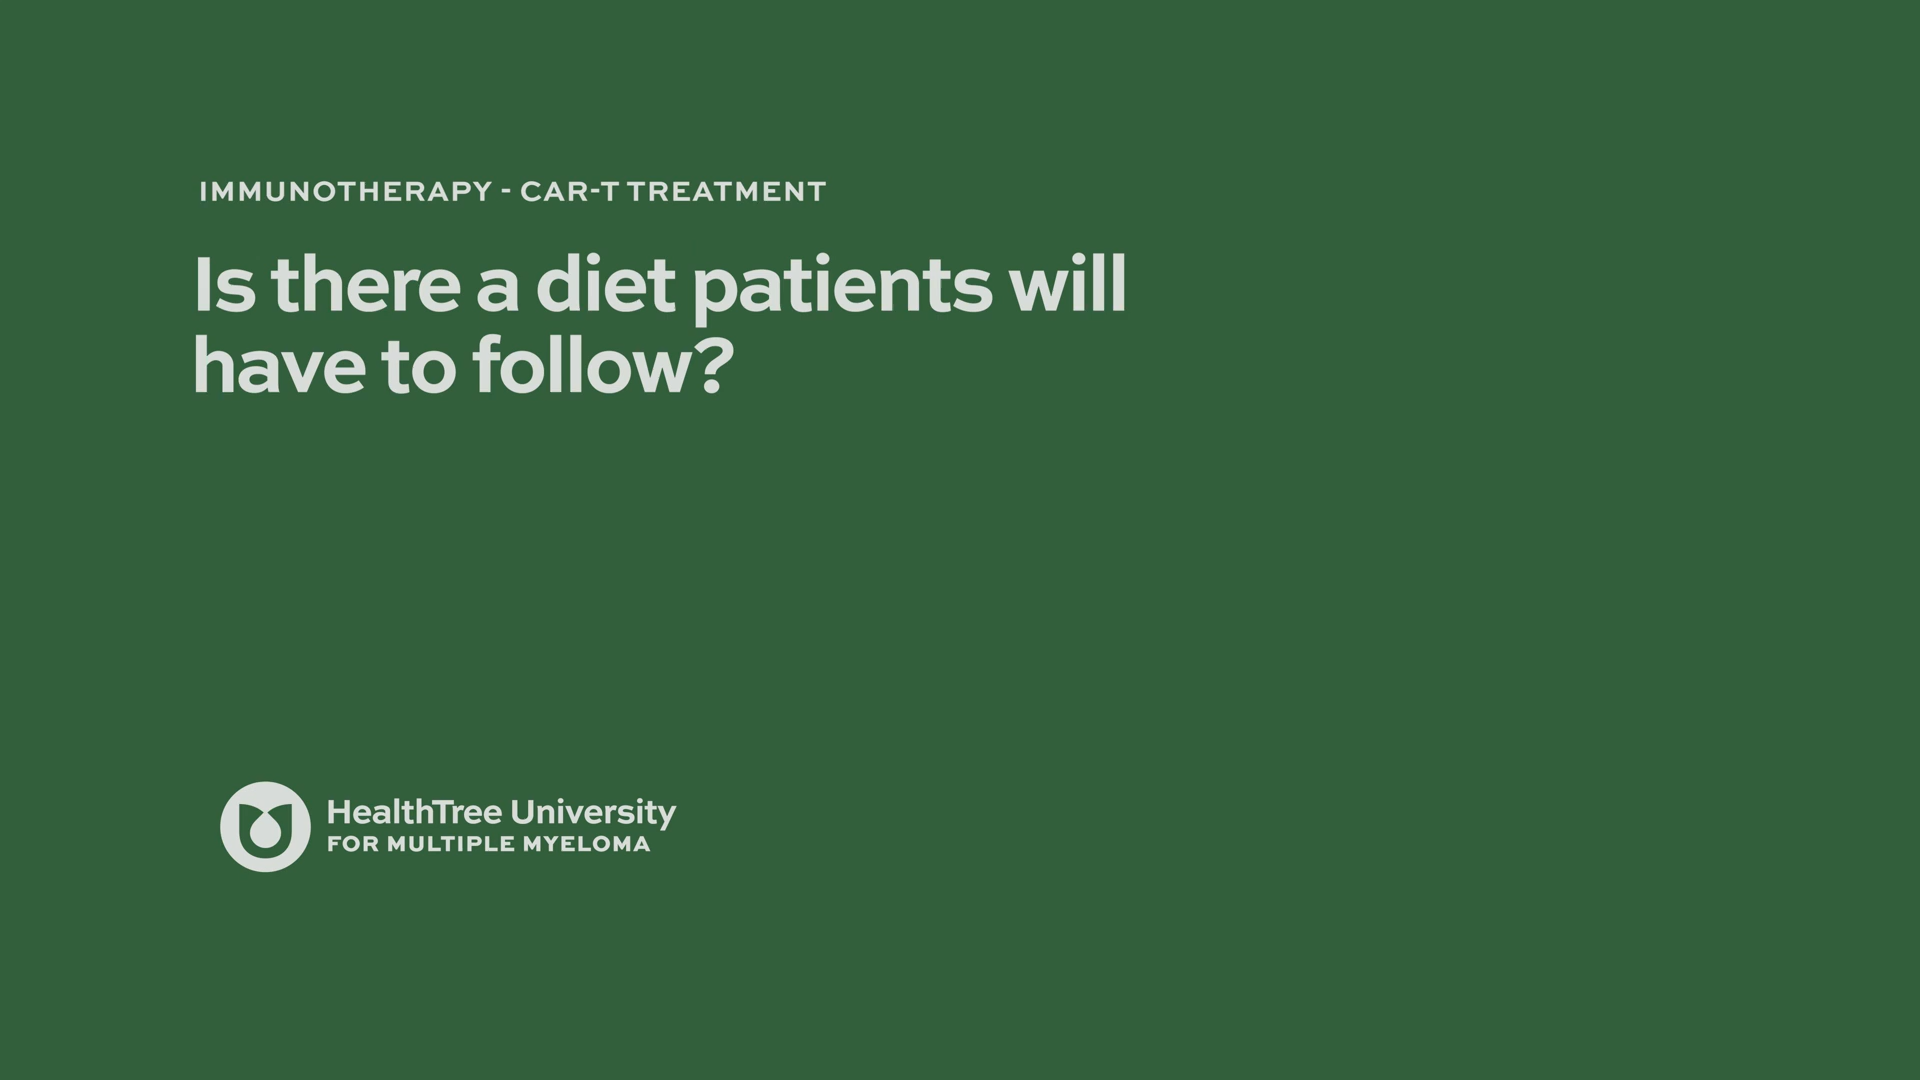 IMMUNOTHERAPY - CAR-T TREATMENT
Is there a diet patients will
have to follow?
HealthTree University
FOR MULTIPLE MYELOMA